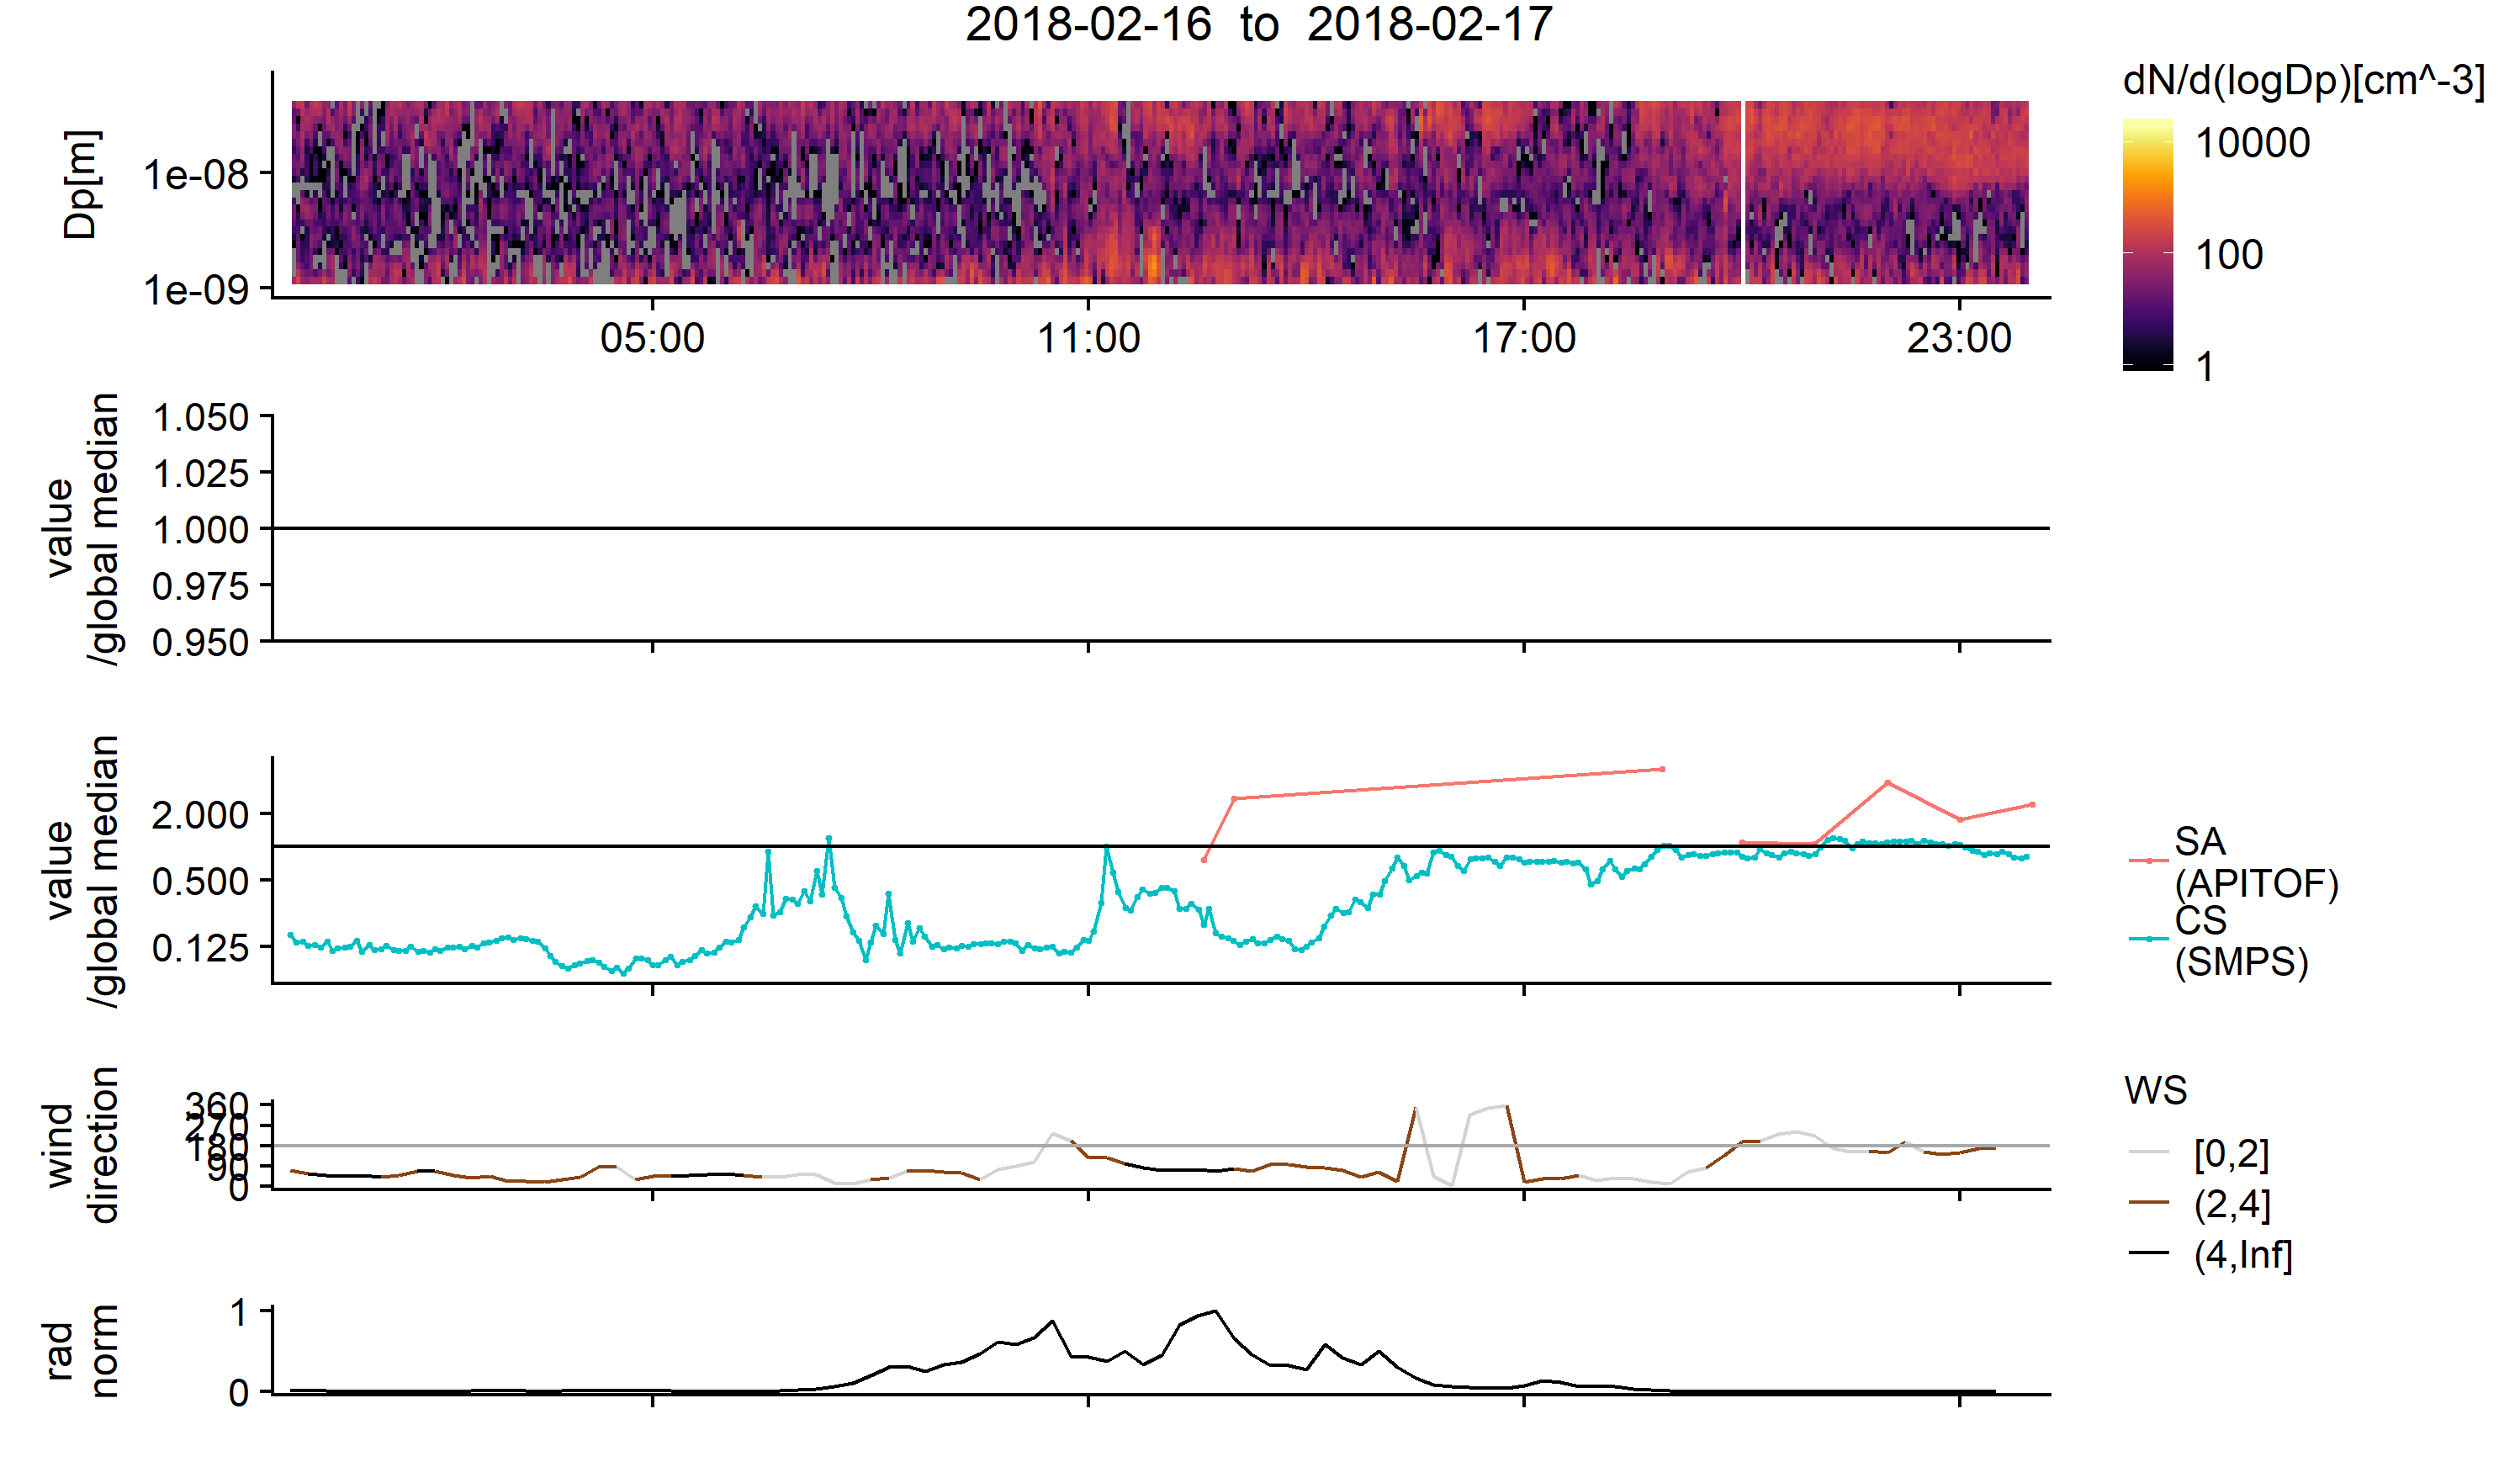 2018-02-16  to  2018-02-17
dN/d(logDp)[cm^-3]
10000
100
1
Dp[m]
1e-08
1e-09
05:00
11:00
17:00
23:00
value
/global median
1.050
1.025
1.000
0.975
0.950
value
/global median
2.000
0.500
0.125
SA
(APITOF)
CS
(SMPS)
wind
direction
360
270
180
90
0
WS
[0,2]
(2,4]
(4,Inf]
rad
norm
1
0